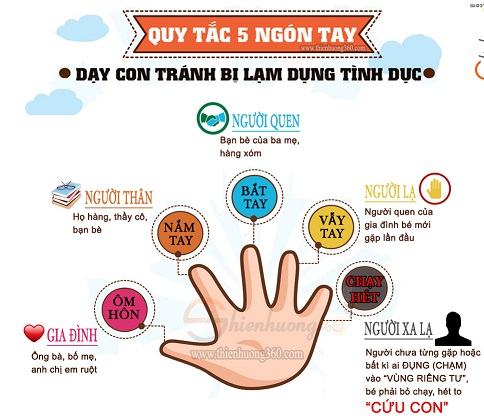 QUY TẮC 5 NGÓN TAY
www.thienhuong360.com
DẠY CON TRÁNH BỊ LẠM DỤNG TÌNH DỤC
NGƯỜI QUEN
Bạn bè của ba mẹ,
hàng xóm
NGƯỜI THÂN
Họ hàng, thầy cô,
bạn bè
BẮT
TAY
NGƯỜI LẠ
Người quen của
gia đình bé mới
gặp lần đầu
NẮM
TAY
VẪY
TAY
CHẠY
HÉT
ÔM
HÔN
GIA ĐÌNH
Ông bà, bố mẹ,
anh chị em ruột
thienhuong360
www.thienhuong360.com
NGƯỜI XA LẠ
Người chưa từng gặp hoặc
bất kì ai ĐỤNG (CHẠM)
vào “VÙNG RIÊNG TƯ”,
bé phải bỏ chạy, hét to
“CỨU CON”